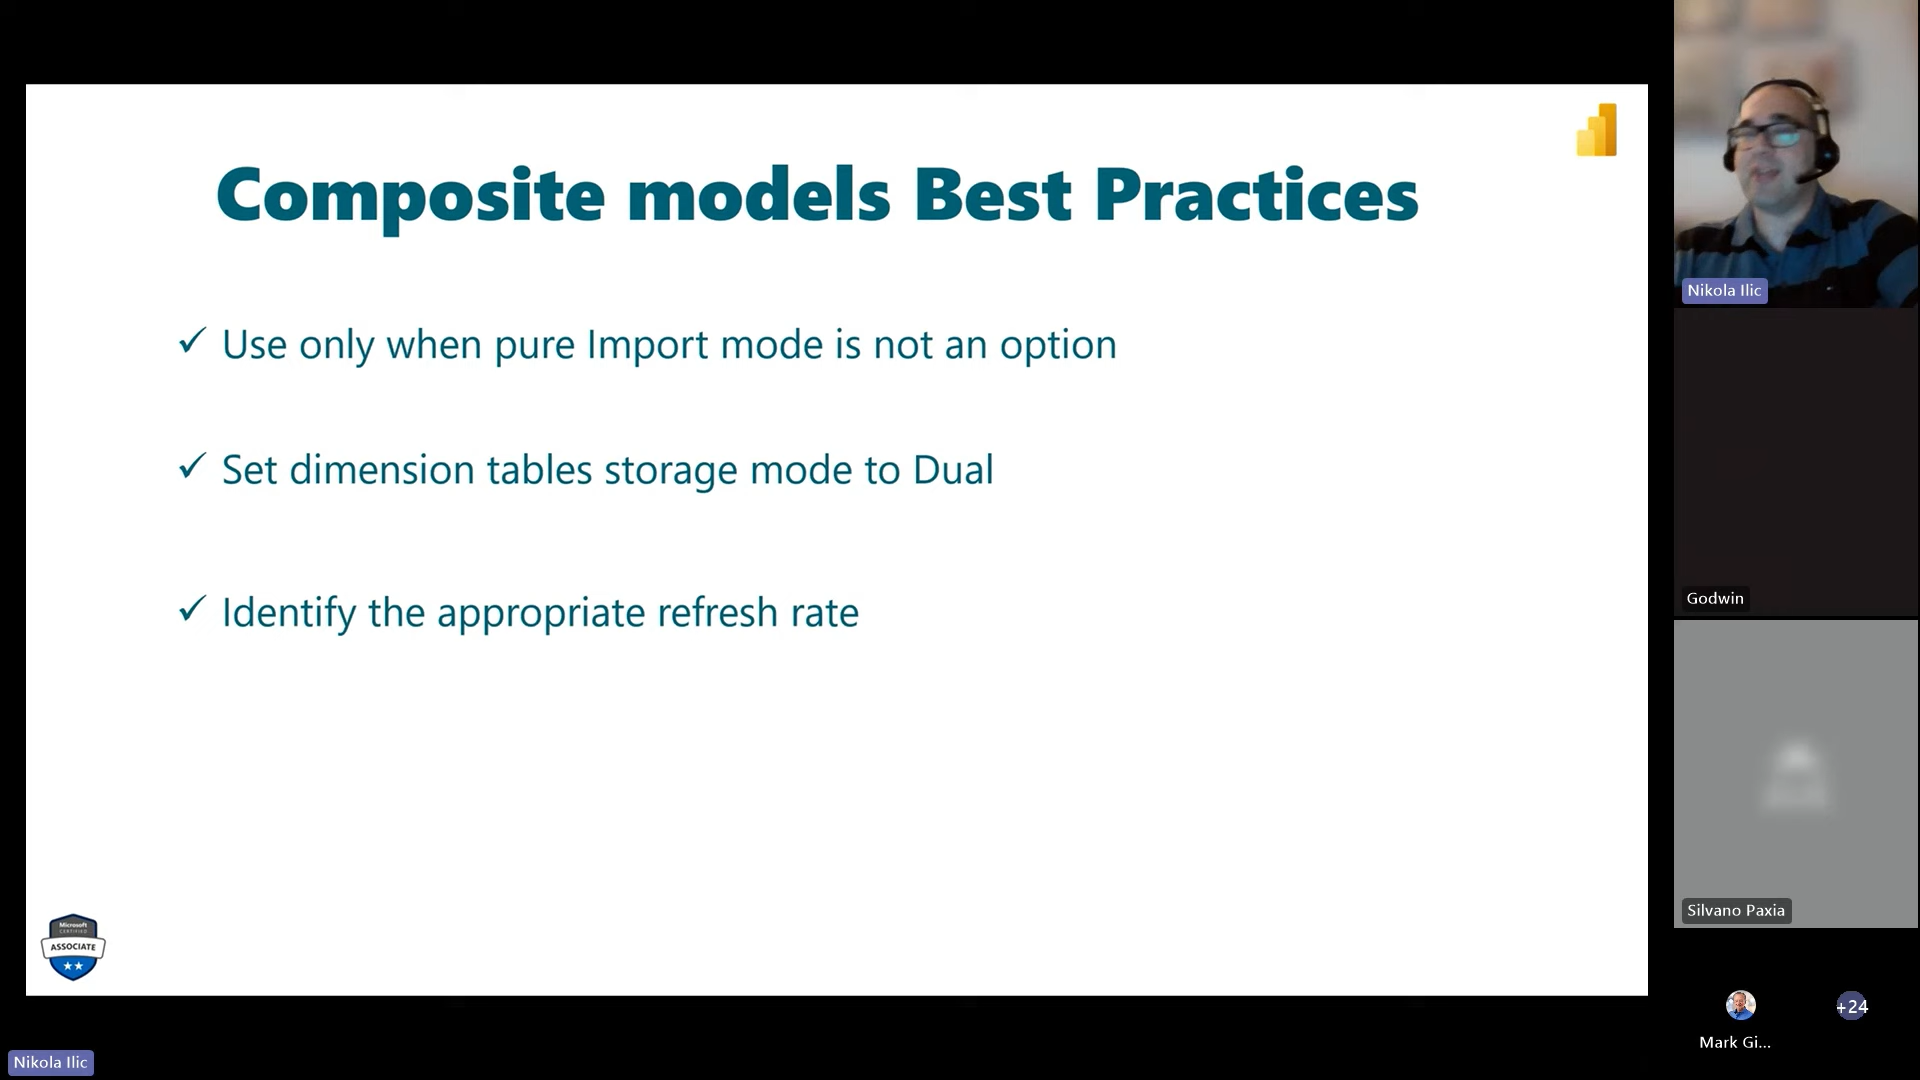 Composite models Best Practices
✓ Use only when pure Import mode is not an option
✓ Set dimension tables storage mode to Dual
✓ Identify the appropriate refresh rate
Microsoft
CERTIFIED
ASSOCIATE
Nikola Ilic
Godwin
Silvano Paxia
+24
Mark Gi...
Nikola Ilic